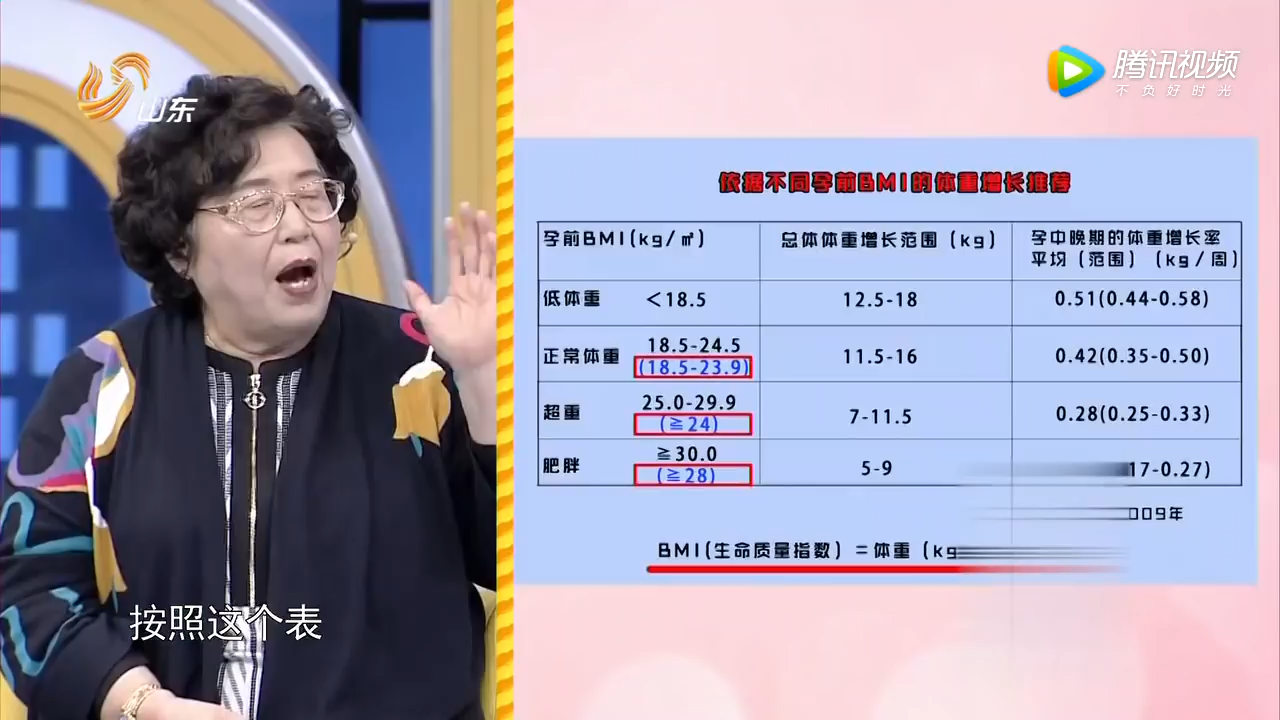 山东
腾讯视频
不负好时光
依据不同孕前BMI的体重增长推荐
孕前BMI(kg/㎡) 总体体重增长范围(kg) 孕中晚期的体重增长率
平均(范围)(kg/周)
低体重 <18.5 12.5-18 0.51(0.44-0.58)
正常体重 18.5-24.5 11.5-16 0.42(0.35-0.50)
(18.5-23.9)
超重 25.0-29.9 7-11.5 0.28(0.25-0.33)
(≧24)
肥胖 ≧30.0 5-9 17-0.27)
(≧28)
009年
BMI(生命质量指数)=体重(kg
按照这个表